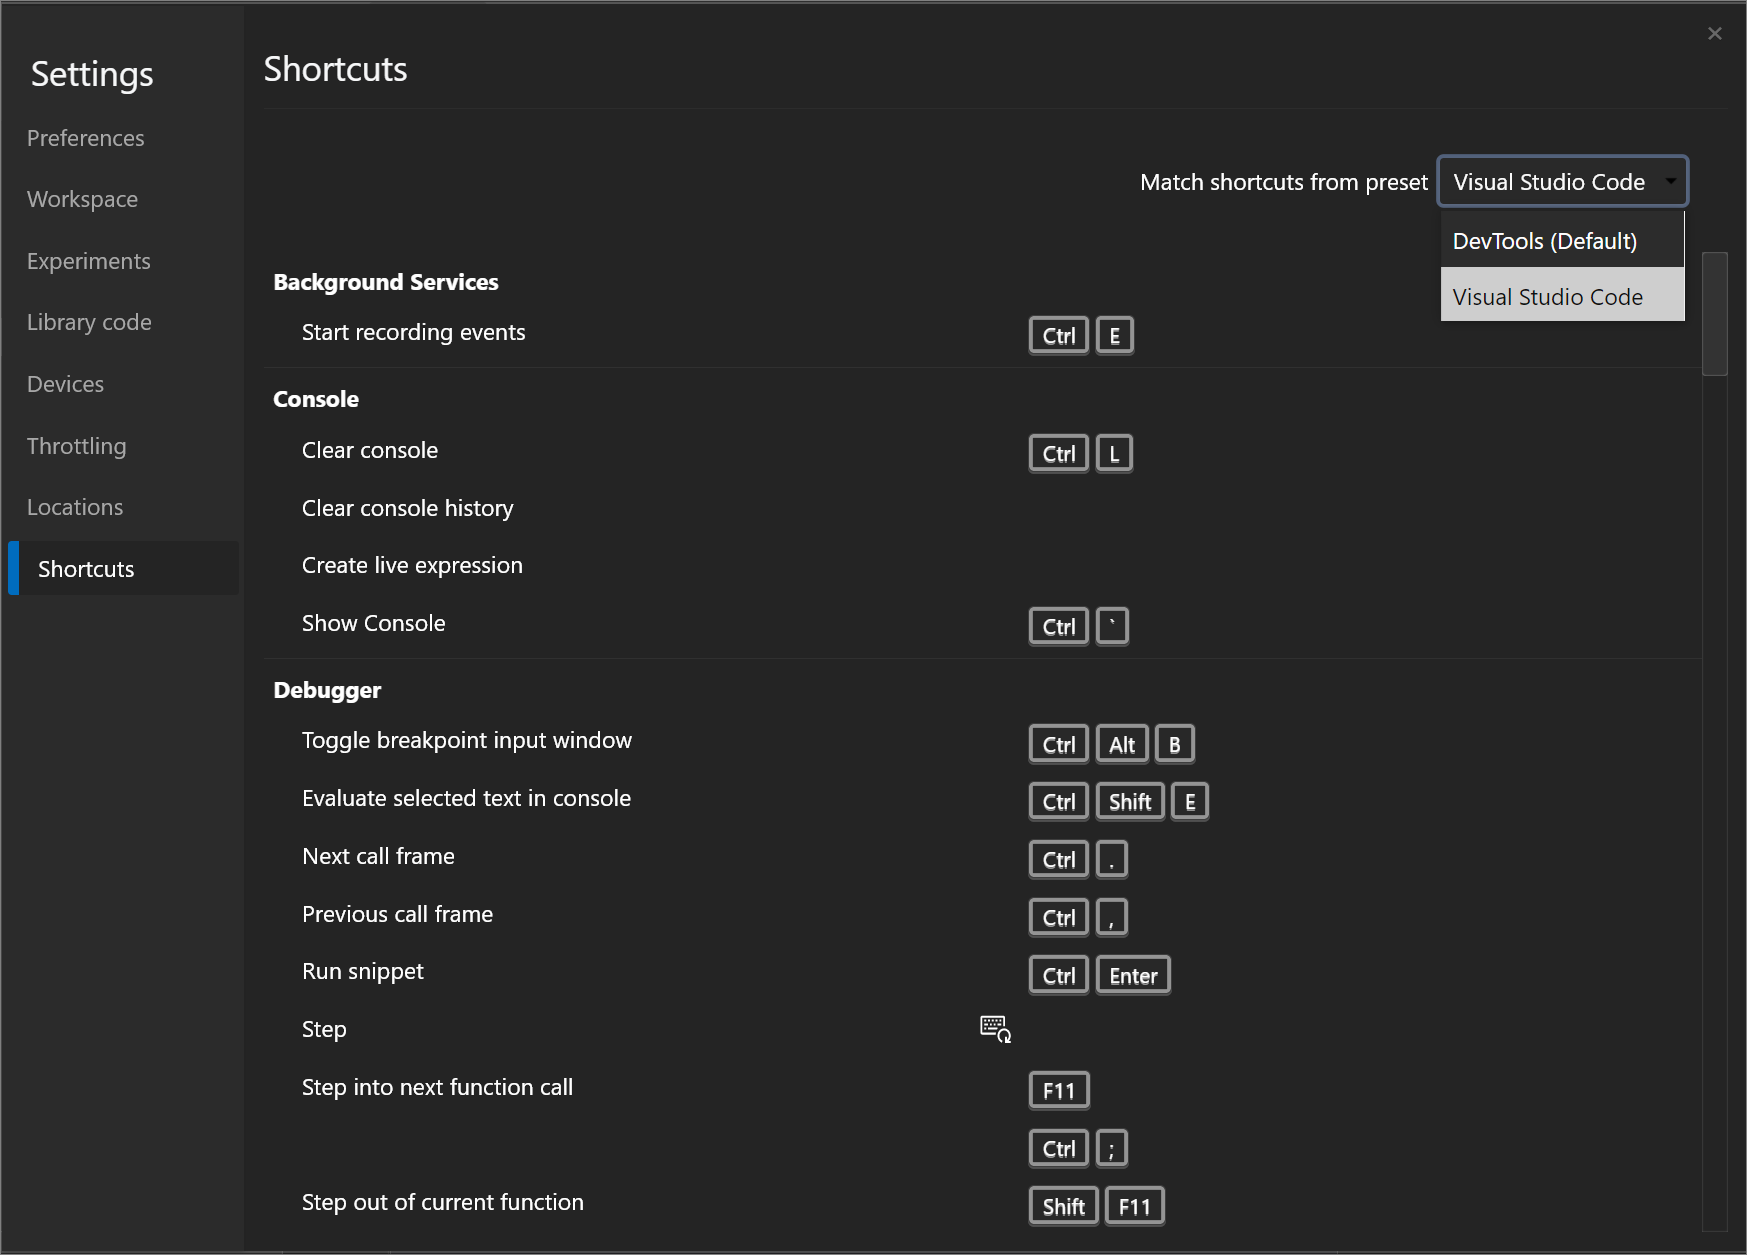 Settings
Preferences
Workspace
Experiments
Library code
Devices
Throttling
Locations
Shortcuts
Shortcuts
Match shortcuts from preset Visual Studio Code
DevTools (Default)
Visual Studio Code
Background Services
Start recording events Ctrl E
Console
Clear console Ctrl L
Clear console history
Create live expression
Show Console Ctrl `
Debugger
Toggle breakpoint input window Ctrl Alt B
Evaluate selected text in console Ctrl Shift E
Next call frame Ctrl .
Previous call frame Ctrl ,
Run snippet Ctrl Enter
Step
Step into next function call F11
Ctrl ;
Step out of current function Shift F11